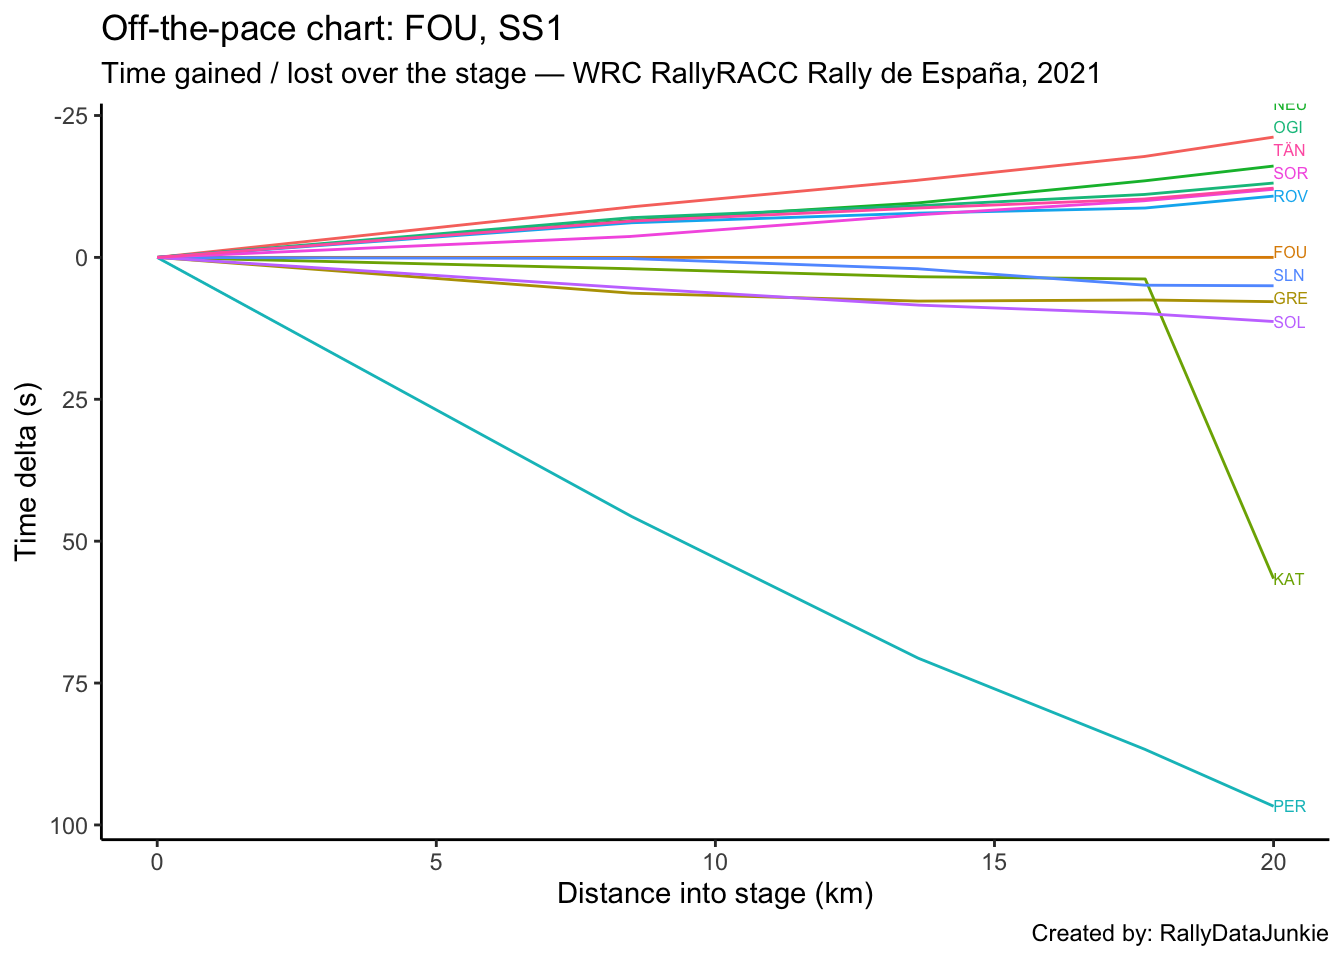 Off-the-pace chart: FOU, SS1
Time gained / lost over the stage — WRC RallyRACC Rally de España, 2021
-25
0
25
50
75
100
Time delta (s)
NEU
OGI
TÄN
SOR
ROV
FOU
SLN
GRE
SOL
KAT
PER
0
5
10
15
20
Distance into stage (km)
Created by: RallyDataJunkie